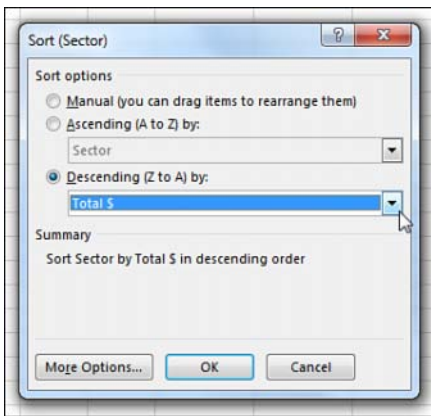 Sort (Sector)
Sort options
Manual (you can drag items to rearrange them)
Ascending (A to Z) by:
Sector
Descending (Z to A) by:
Total $
Summary
Sort Sector by Total $ in descending order
More Options... OK Cancel